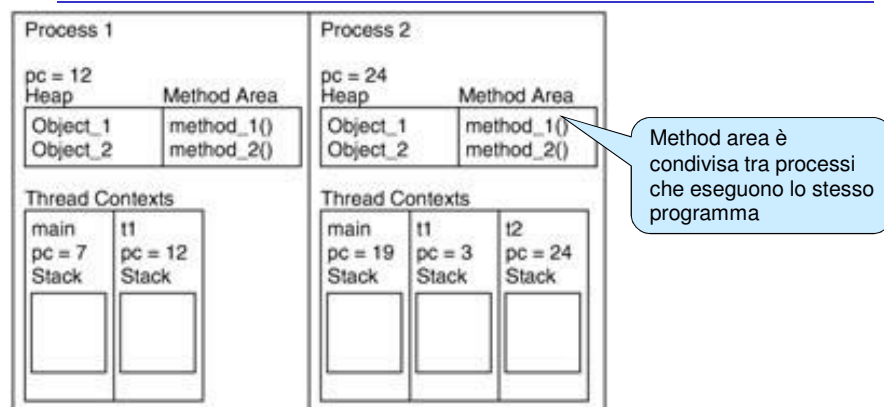 Process 1
pc = 12
Heap Method Area
Object_1 method_1()
Object_2 method_2()
Thread Contexts
main t1
pc = 7 pc = 12
Stack Stack
Process 2
pc = 24
Heap Method Area
Object_1 method_1()
Object_2 method_2()
Thread Contexts
main t1 t2
pc = 19 pc = 3 pc = 24
Stack Stack Stack
Method area è
condivisa tra processi
che eseguono lo stesso
programma